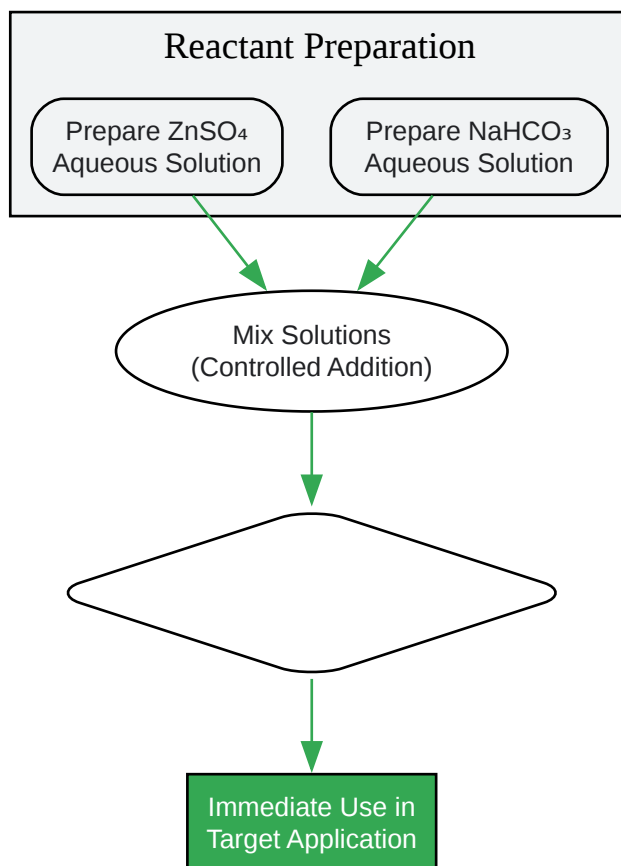 Reactant Preparation
Prepare ZnSO₄
Aqueous Solution
Prepare NaHCO₃
Aqueous Solution
Mix Solutions
(Controlled Addition)
Immediate Use in
Target Application